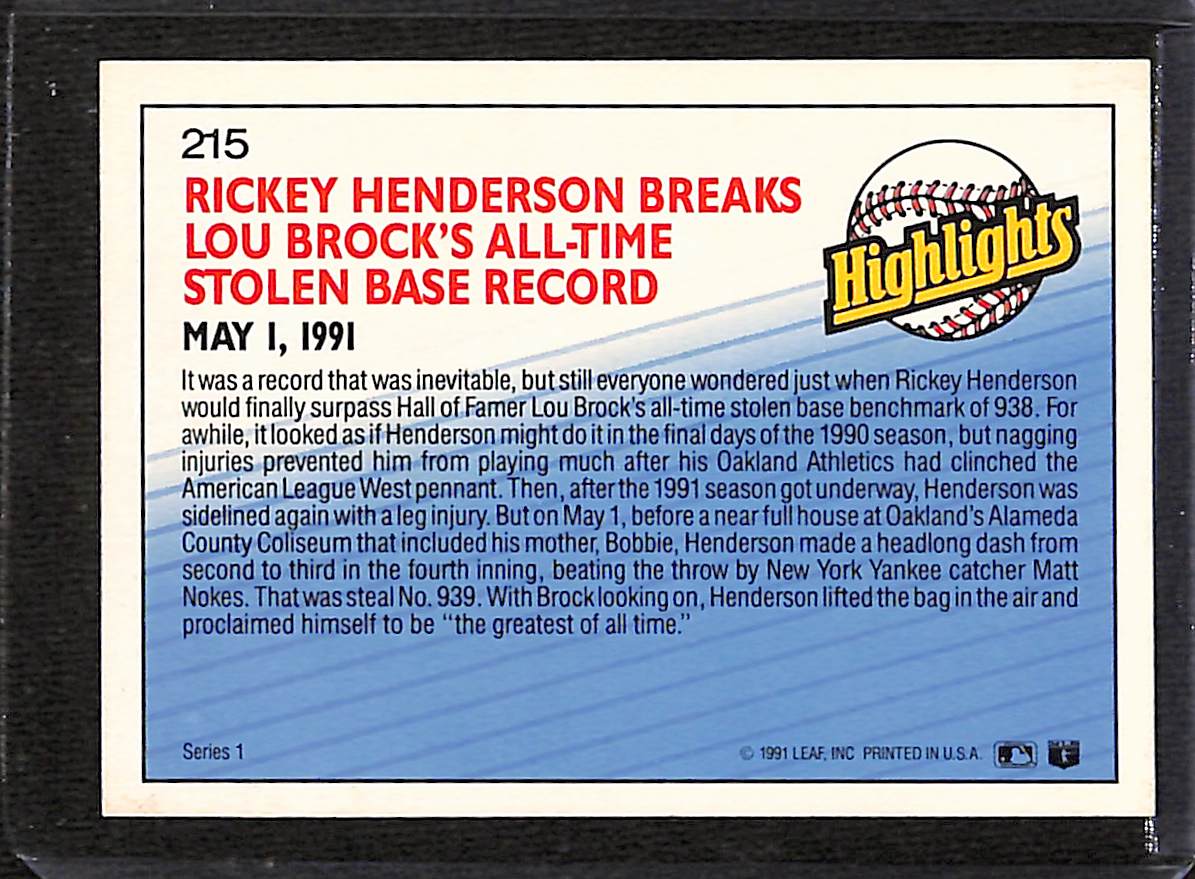 215
RICKEY HENDERSON BREAKS
LOU BROCK'S ALL-TIME
STOLEN BASE RECORD
MAY 1, 1991
Highlights
It was a record that was inevitable, but still everyone wondered just when Rickey Henderson
would finally surpass Hall of Famer Lou Brock's all-time stolen base benchmark of 938. For
awhile, it looked as if Henderson might do it in the final days of the 1990 season, but nagging
injuries prevented him from playing much after his Oakland Athletics had clinched the
American League West pennant. Then, after the 1991 season got underway, Henderson was
sidelined again with a leg injury. But on May 1, before a near full house at Oakland's Alameda
County Coliseum that included his mother, Bobbie, Henderson made a headlong dash from
second to third in the fourth inning, beating the throw by New York Yankee catcher Matt
Nokes. That was steal No. 939. With Brock looking on, Henderson lifted the bag in the air and
proclaimed himself to be "the greatest of all time."
Series 1
© 1991 LEAF, INC PRINTED IN U.S.A.